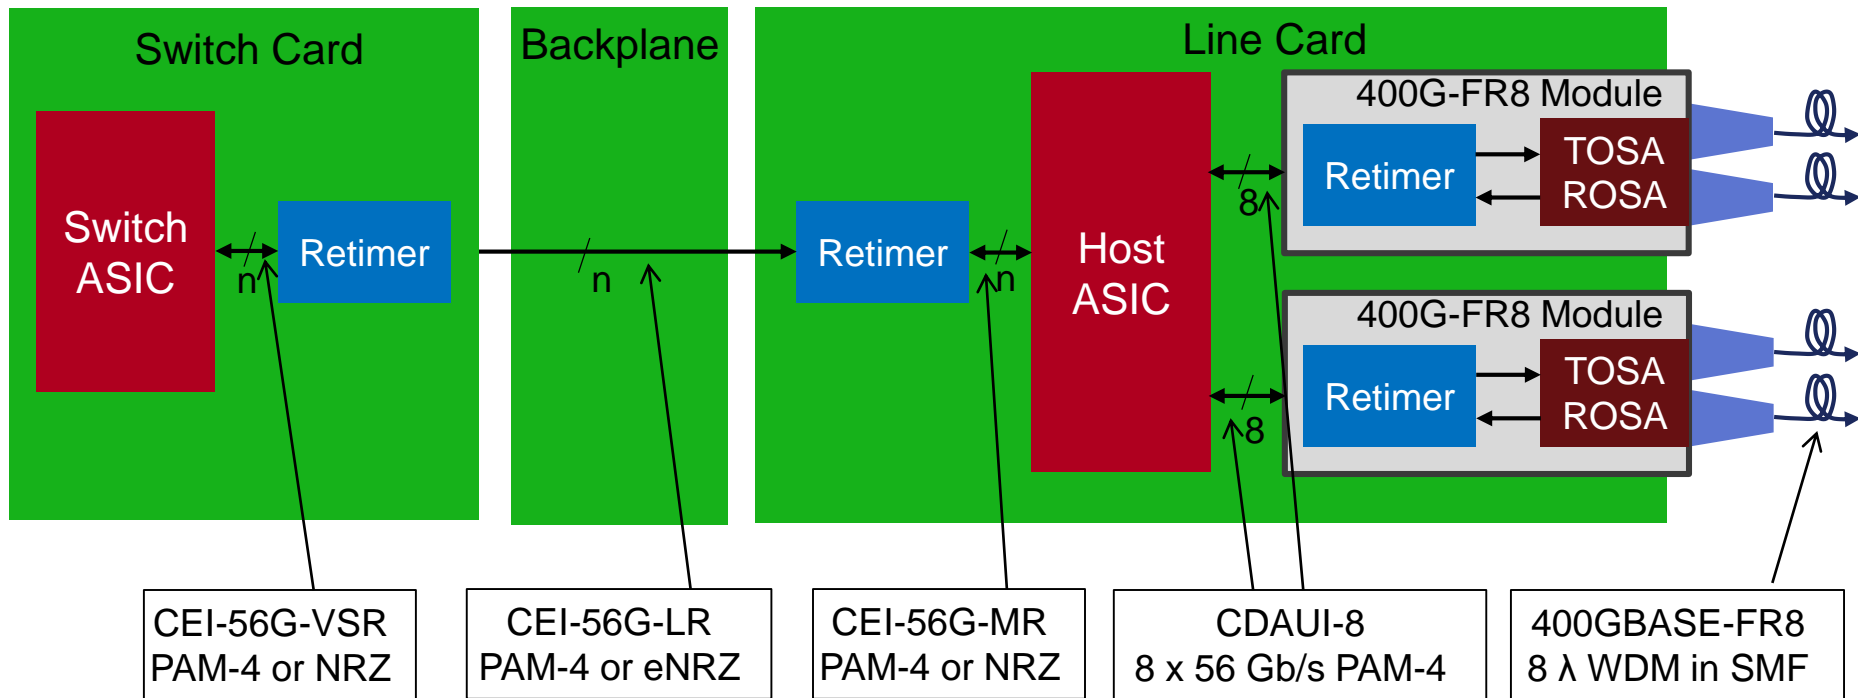 Switch Card
Backplane
Line Card
Switch
ASIC
n
Retimer
n
Retimer
n
Host
ASIC
8
400G-FR8 Module
Retimer
TOSA
ROSA
8
400G-FR8 Module
Retimer
TOSA
ROSA
CEI-56G-VSR
PAM-4 or NRZ
CEI-56G-LR
PAM-4 or eNRZ
CEI-56G-MR
PAM-4 or NRZ
CDAUI-8
8 x 56 Gb/s PAM-4
400GBASE-FR8
8 λ WDM in SMF